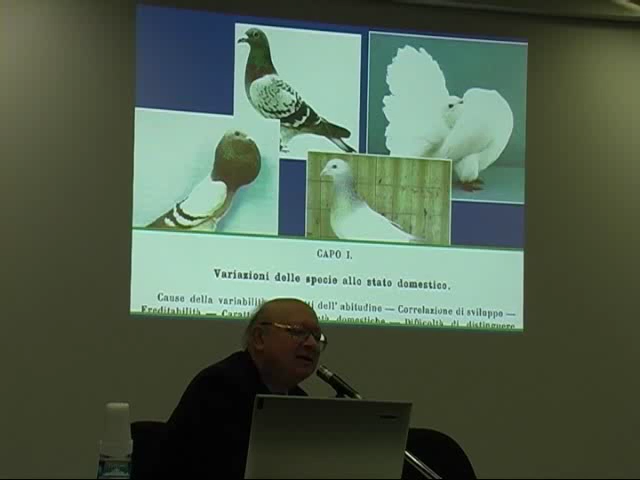 CAPO I.
Variazioni delle specie allo stato domestico.
Cause della variabilità dell' abitudine — Correlazione di sviluppo —
Ereditabilità — domestiche — Difficoltà di distinguere